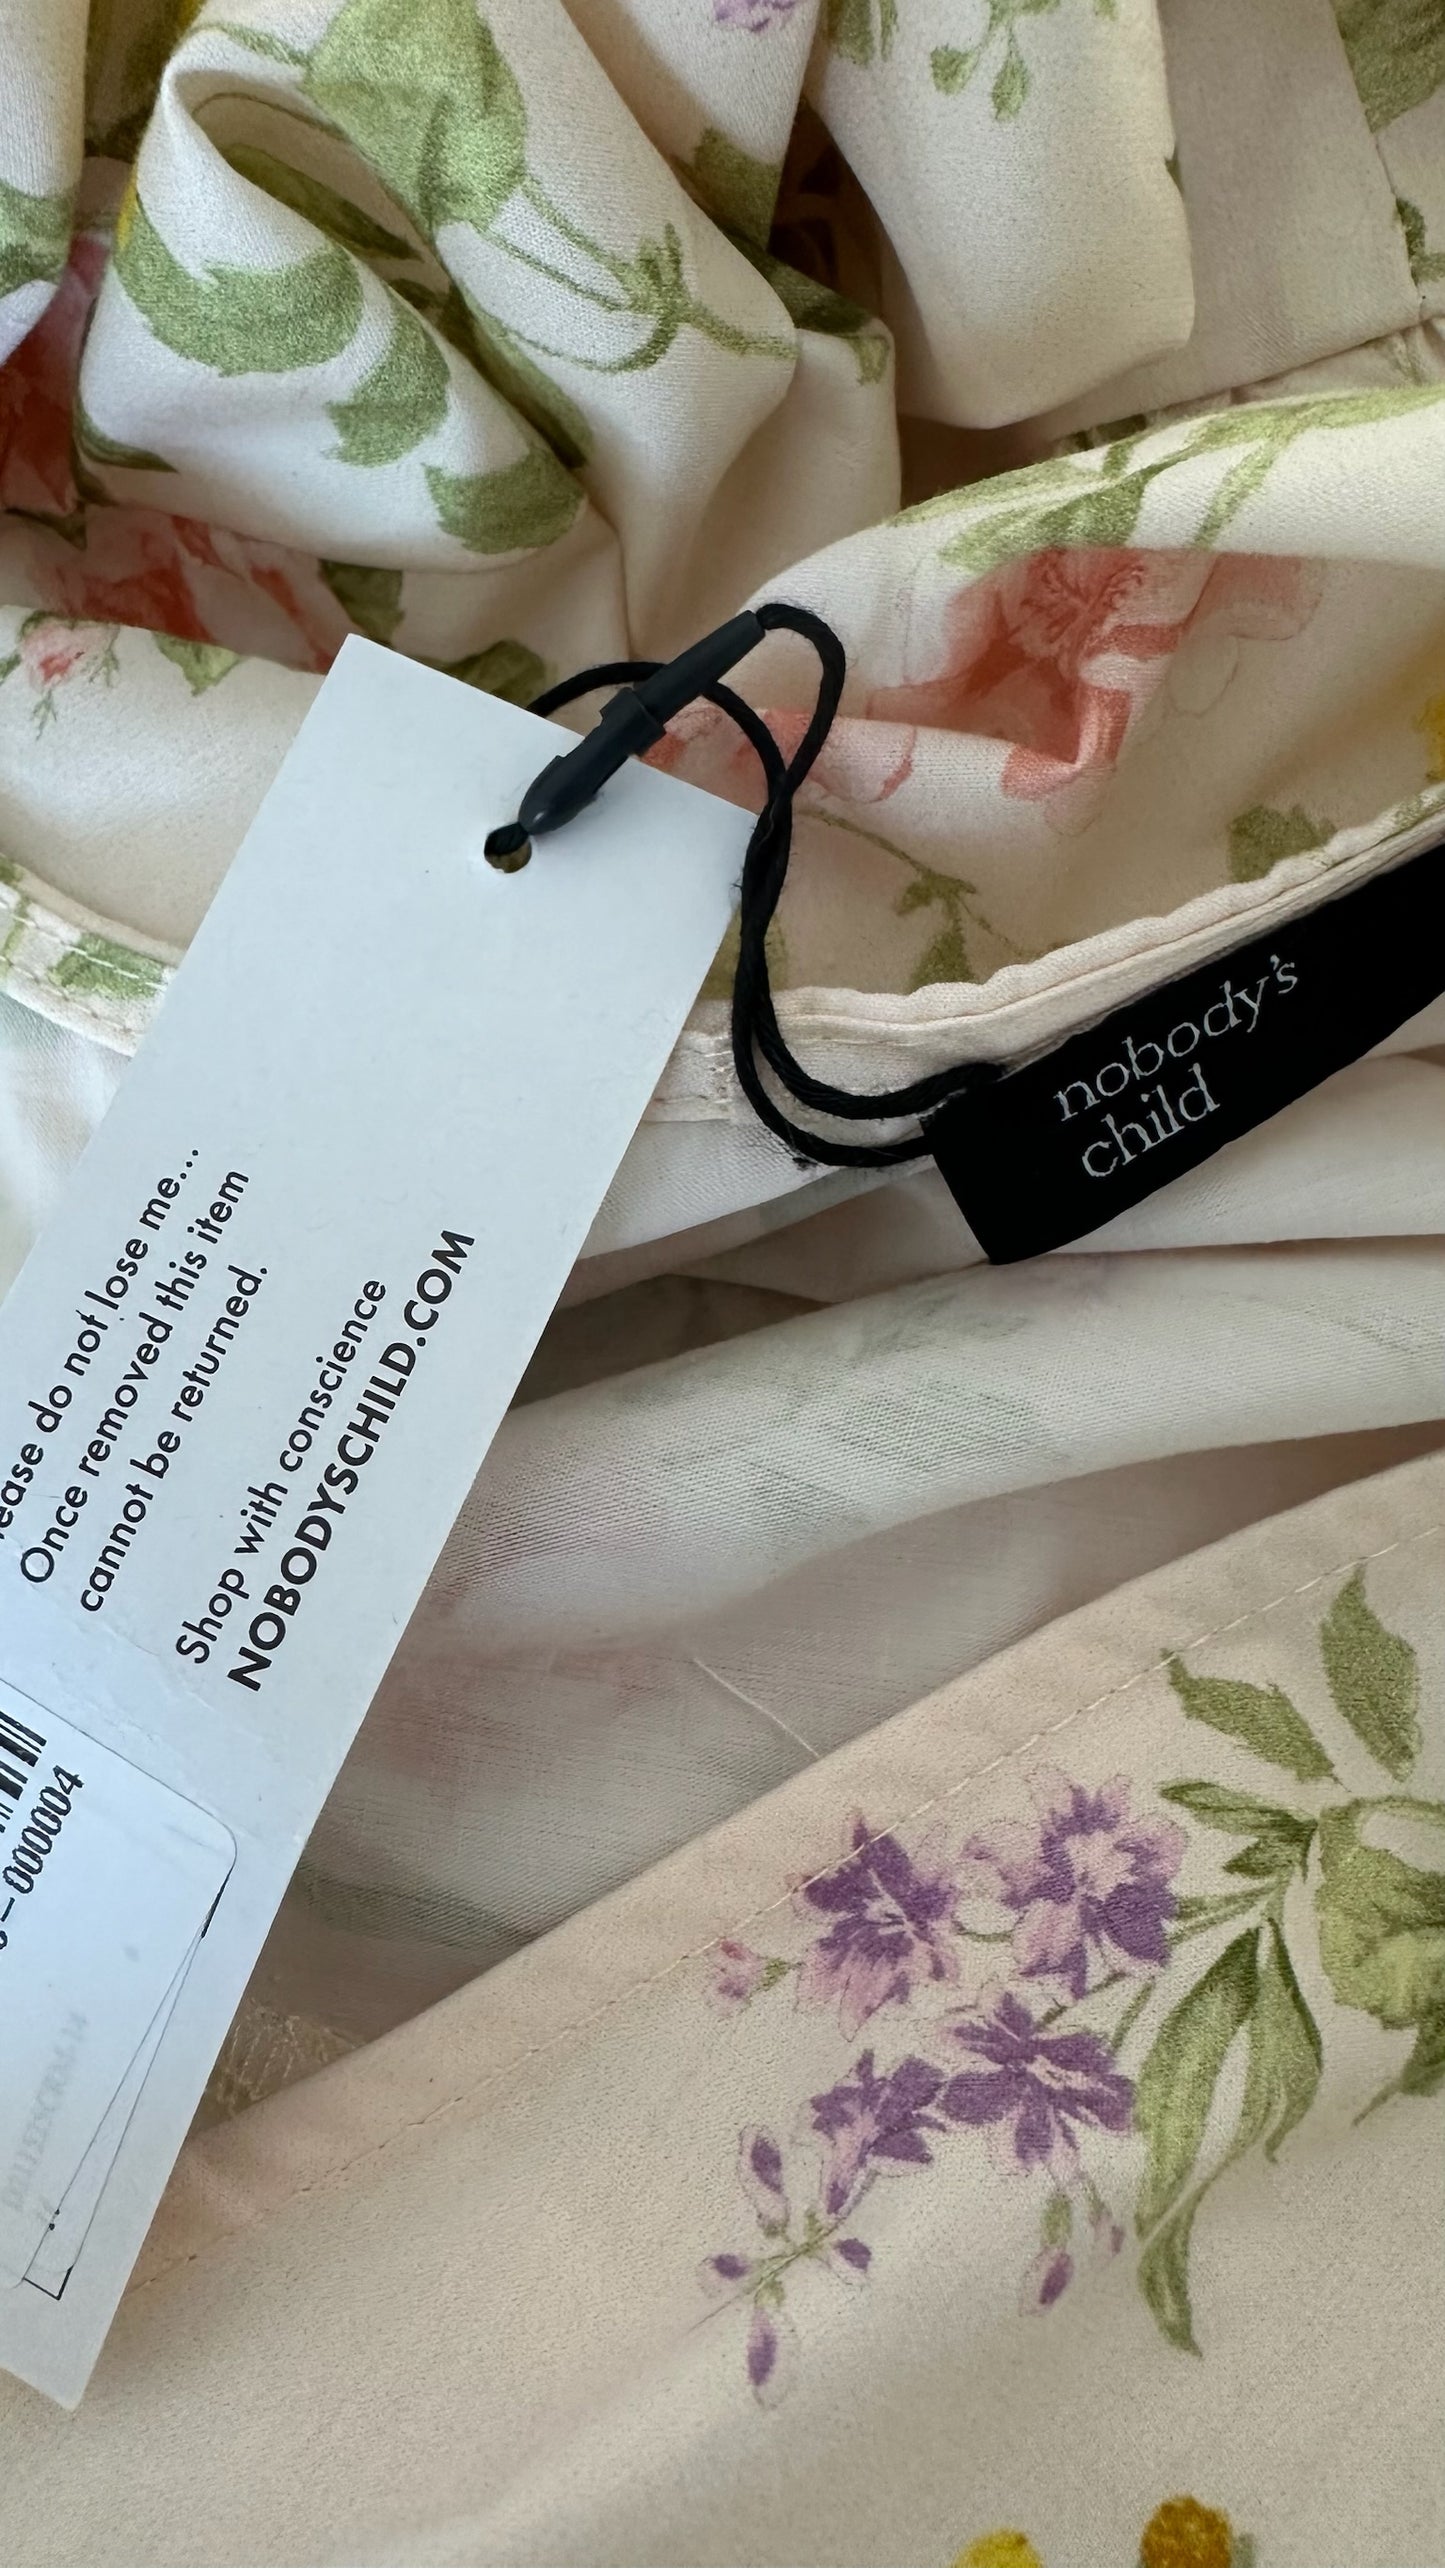 ease do not lose me...
Once removed this item
cannot be returned.
Shop with conscience
NOBODYSCHILD.COM
-000004
nobody's
child